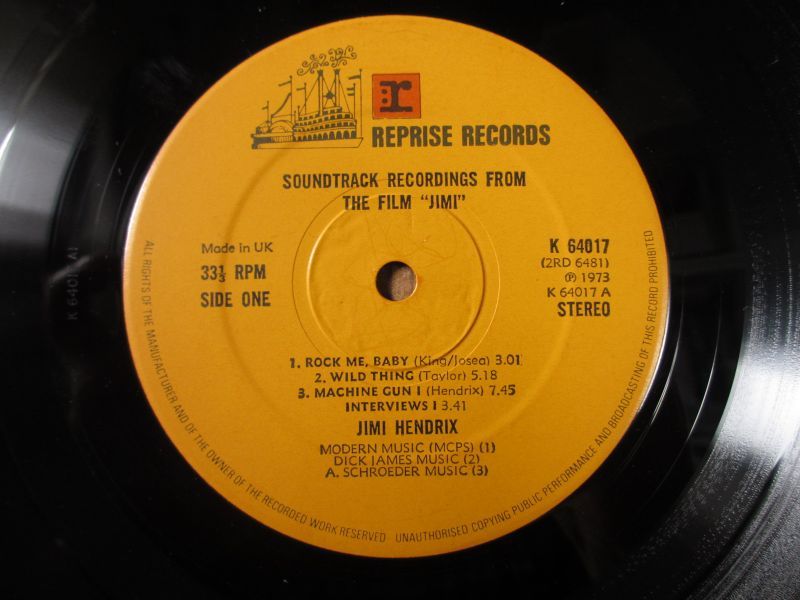 r
REPRISE RECORDS
SOUNDTRACK RECORDINGS FROM
THE FILM "JIMI"
Made in UK
33⅓ RPM
SIDE ONE
K 64017
(2RD 6481)
℗ 1973
K 64017 A
STEREO
1. ROCK ME, BABY (King/Josea) 3.01
2. WILD THING (Taylor) 5.18
3. MACHINE GUN I (Hendrix) 7.45
INTERVIEWS I 3.41
JIMI HENDRIX
MODERN MUSIC (MCPS) (1)
DICK JAMES MUSIC (2)
A. SCHROEDER MUSIC (3)
ALL RIGHTS OF THE MANUFACTURER AND OF THE OWNER OF THE RECORDED WORK RESERVED · UNAUTHORISED COPYING PUBLIC PERFORMANCE AND BROADCASTING OF THIS RECORD PROHIBITED